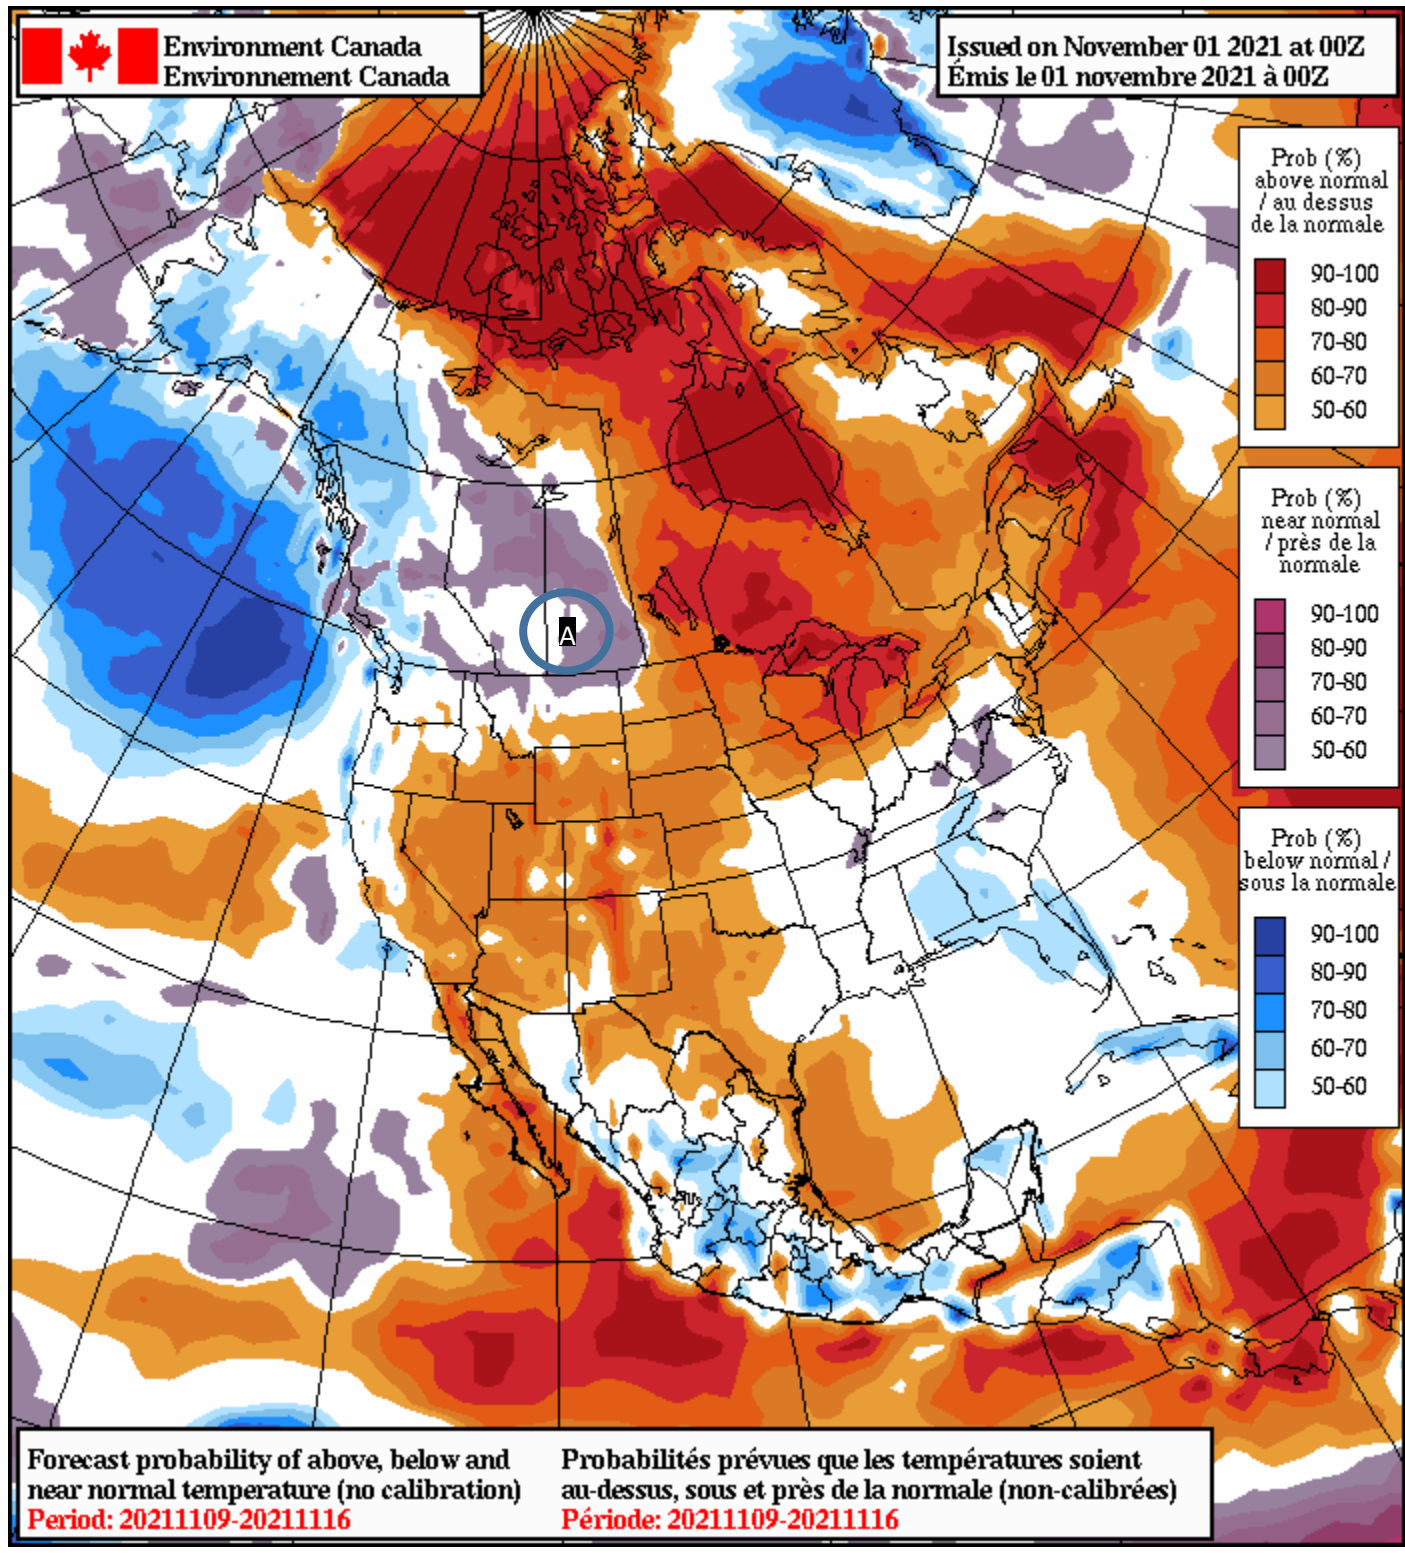 Environment Canada
Environnement Canada
Issued on November 01 2021 at 00Z
Émis le 01 novembre 2021 à 00Z
Prob (%)
above normal
/ au dessus
de la normale
90-100
80-90
70-80
60-70
50-60
Prob (%)
near normal
/ près de la
normale
90-100
80-90
70-80
60-70
50-60
Prob (%)
below normal /
sous la normale
90-100
80-90
70-80
60-70
50-60
A
Forecast probability of above, below and
near normal temperature (no calibration)
Period: 20211109-20211116
Probabilités prévues que les températures soient
au-dessus, sous et près de la normale (non-calibrées)
Période: 20211109-20211116